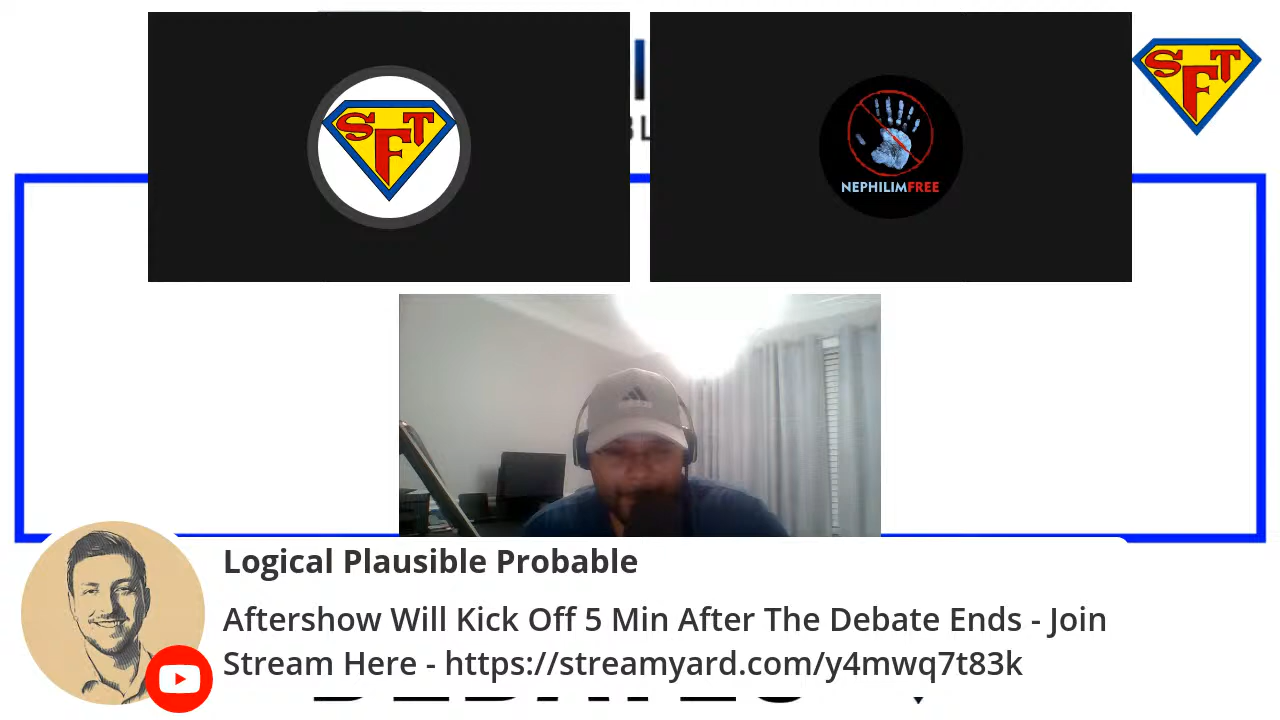 SFT
SFT
NEPHILIMFREE
Logical Plausible Probable
Aftershow Will Kick Off 5 Min After The Debate Ends - Join
Stream Here - https://streamyard.com/y4mwq7t83k